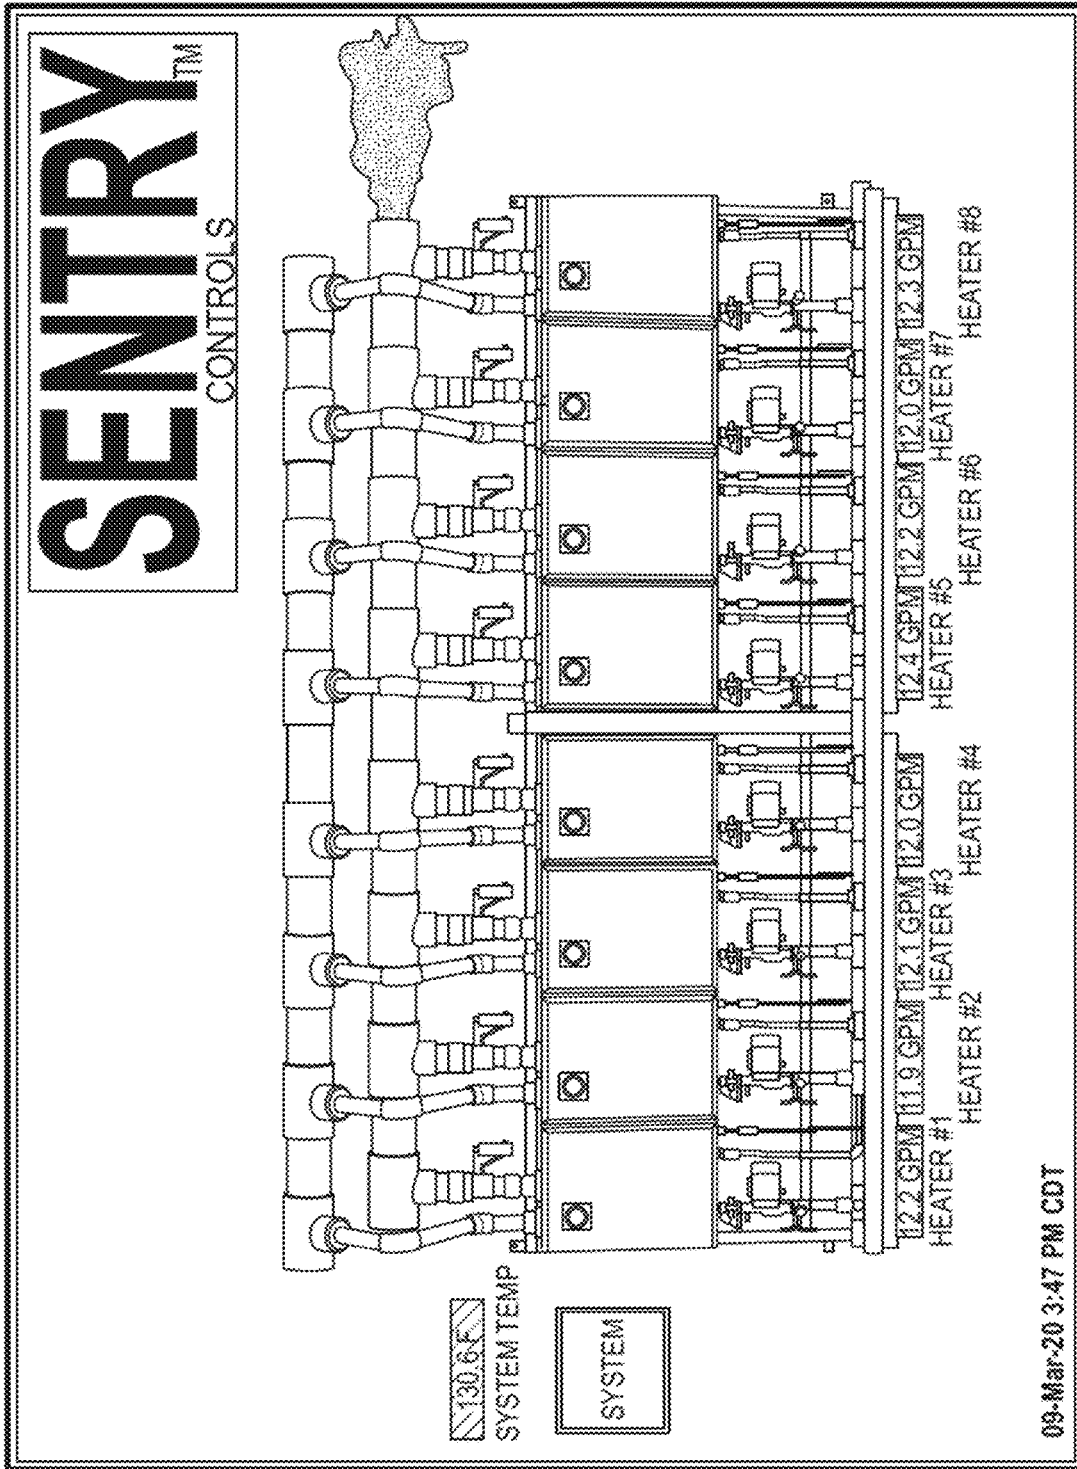 SENTRY™
CONTROLS
130.6 F
SYSTEM TEMP
SYSTEM
12.2 GPM 11.9 GPM 12.1 GPM 12.0 GPM 12.4 GPM 12.2 GPM 12.0 GPM 12.3 GPM
HEATER #1 HEATER #3 HEATER #5 HEATER #7
HEATER #2 HEATER #4 HEATER #6 HEATER #8
09-Mar-20 3:47 PM CDT